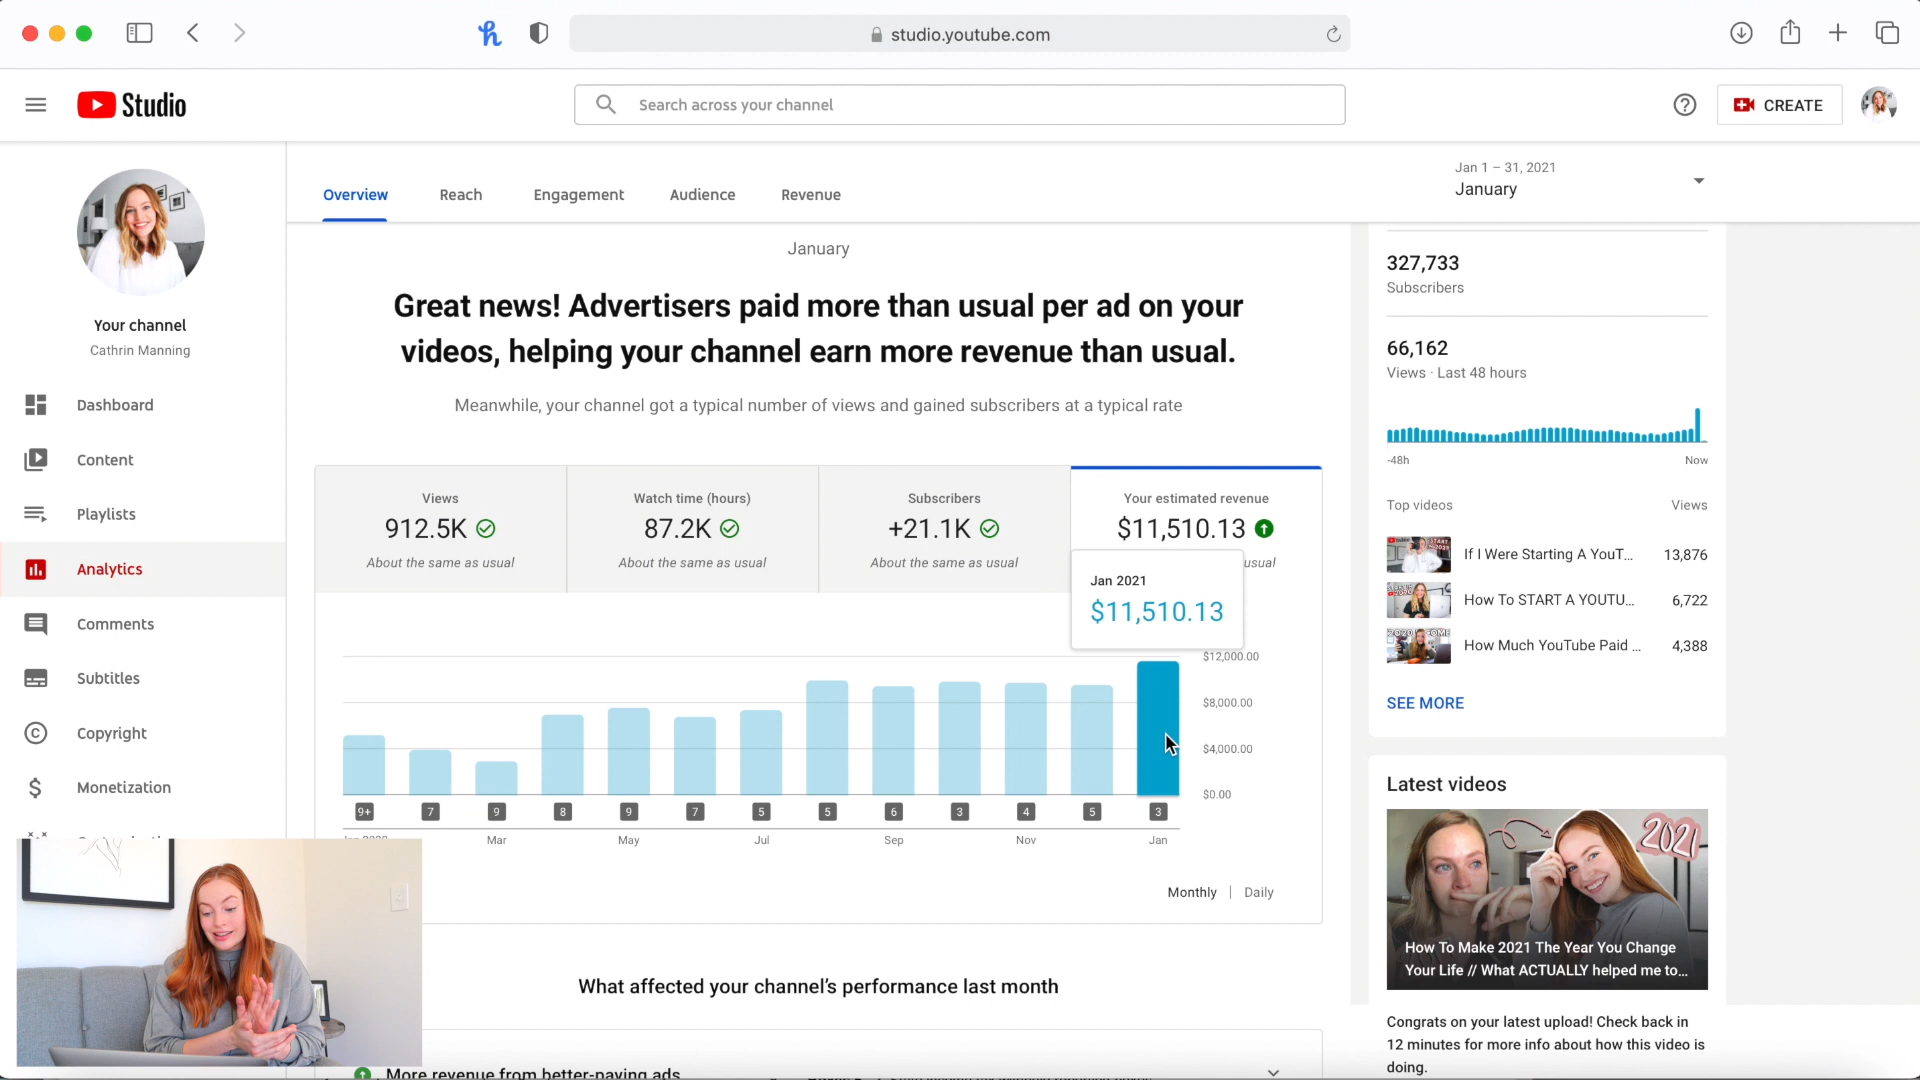 studio.youtube.com
Studio
Search across your channel
CREATE
Your channel
Cathrin Manning
Dashboard
Content
Playlists
Analytics
Comments
Subtitles
Copyright
Monetization
Overview
Reach
Engagement
Audience
Revenue
Jan 1 – 31, 2021
January
January
Great news! Advertisers paid more than usual per ad on your
videos, helping your channel earn more revenue than usual.
Meanwhile, your channel got a typical number of views and gained subscribers at a typical rate
Views
912.5K
About the same as usual
Watch time (hours)
87.2K
About the same as usual
Subscribers
+21.1K
About the same as usual
Your estimated revenue
$11,510.13
usual
Jan 2021
$11,510.13
$12,000.00
$8,000.00
$4,000.00
$0.00
9+ 7 9 8 9 7 5 5 6 3 4 5 3
Mar May Jul Sep Nov Jan
Monthly | Daily
What affected your channel's performance last month
More revenue from better-paying ads
327,733
Subscribers
66,162
Views · Last 48 hours
-48h Now
Top videos Views
If I Were Starting A YouT... 13,876
How To START A YOUTU... 6,722
How Much YouTube Paid ... 4,388
SEE MORE
Latest videos
2021
How To Make 2021 The Year You Change
Your Life // What ACTUALLY helped me to...
Congrats on your latest upload! Check back in
12 minutes for more info about how this video is
doing.